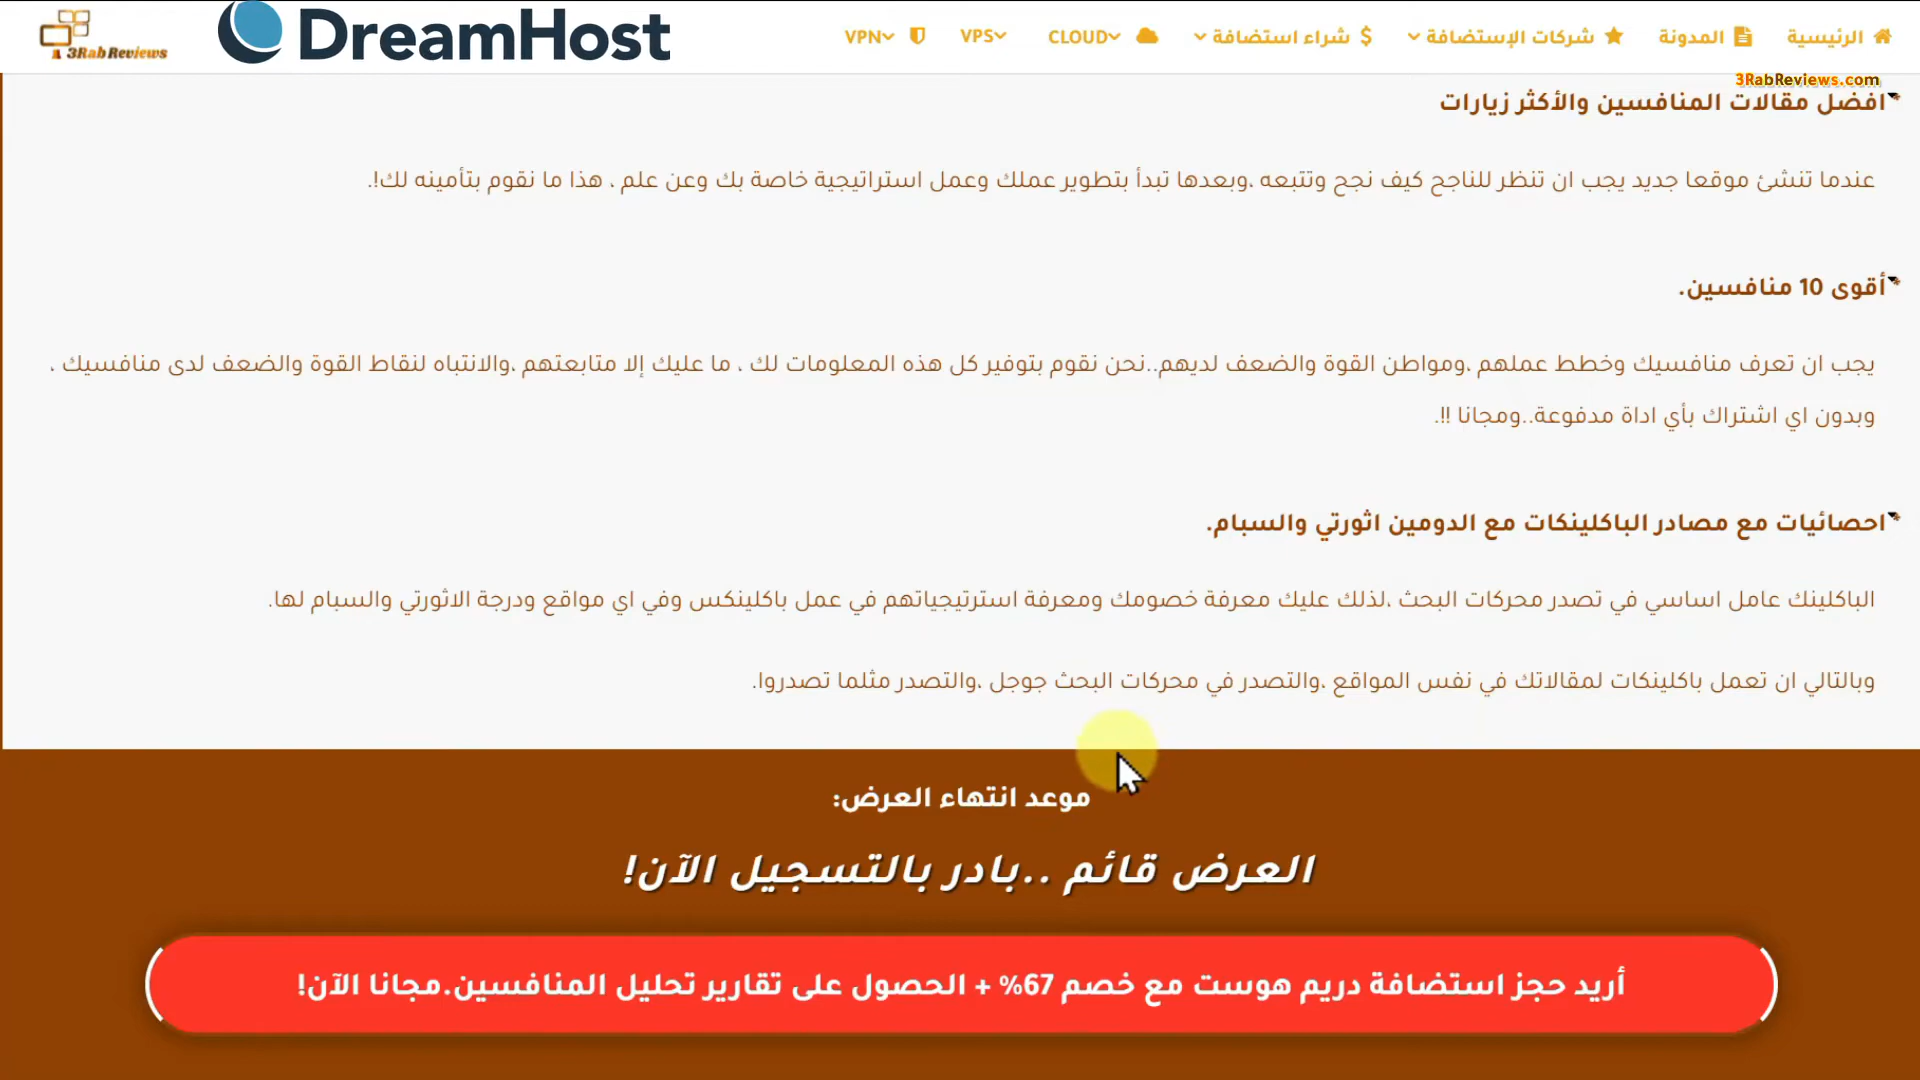 3RabReviews
DreamHost
الرئيسية
المدونة
شركات الإستضافة
شراء استضافة
CLOUD
VPS
VPN
3RabReviews.com
افضل مقالات المنافسين والأكثر زيارات
عندما تنشئ موقعا جديد يجب ان تنظر للناجح كيف نجح وتتبعه ،وبعدها تبدأ بتطوير عملك وعمل استراتيجية خاصة بك وعن علم ، هذا ما نقوم بتأمينه لك!.
أقوى 10 منافسين.
يجب ان تعرف منافسيك وخطط عملهم ،ومواطن القوة والضعف لديهم..نحن نقوم بتوفير كل هذه المعلومات لك ، ما عليك إلا متابعتهم ،والانتباه لنقاط القوة والضعف لدى منافسيك ،
وبدون اي اشتراك بأي اداة مدفوعة..ومجانا !!.
احصائيات مع مصادر الباكلينكات مع الدومين اثورتي والسبام.
الباكلينك عامل اساسي في تصدر محركات البحث ،لذلك عليك معرفة خصومك ومعرفة استرتيجياتهم في عمل باكلينكس وفي اي مواقع ودرجة الاثورتي والسبام لها.
وبالتالي ان تعمل باكلينكات لمقالاتك في نفس المواقع ،والتصدر في محركات البحث جوجل ،والتصدر مثلما تصدروا.
موعد انتهاء العرض:
العرض قائم ..بادر بالتسجيل الآن!
أريد حجز استضافة دريم هوست مع خصم 67% + الحصول على تقارير تحليل المنافسين.مجانا الآن!